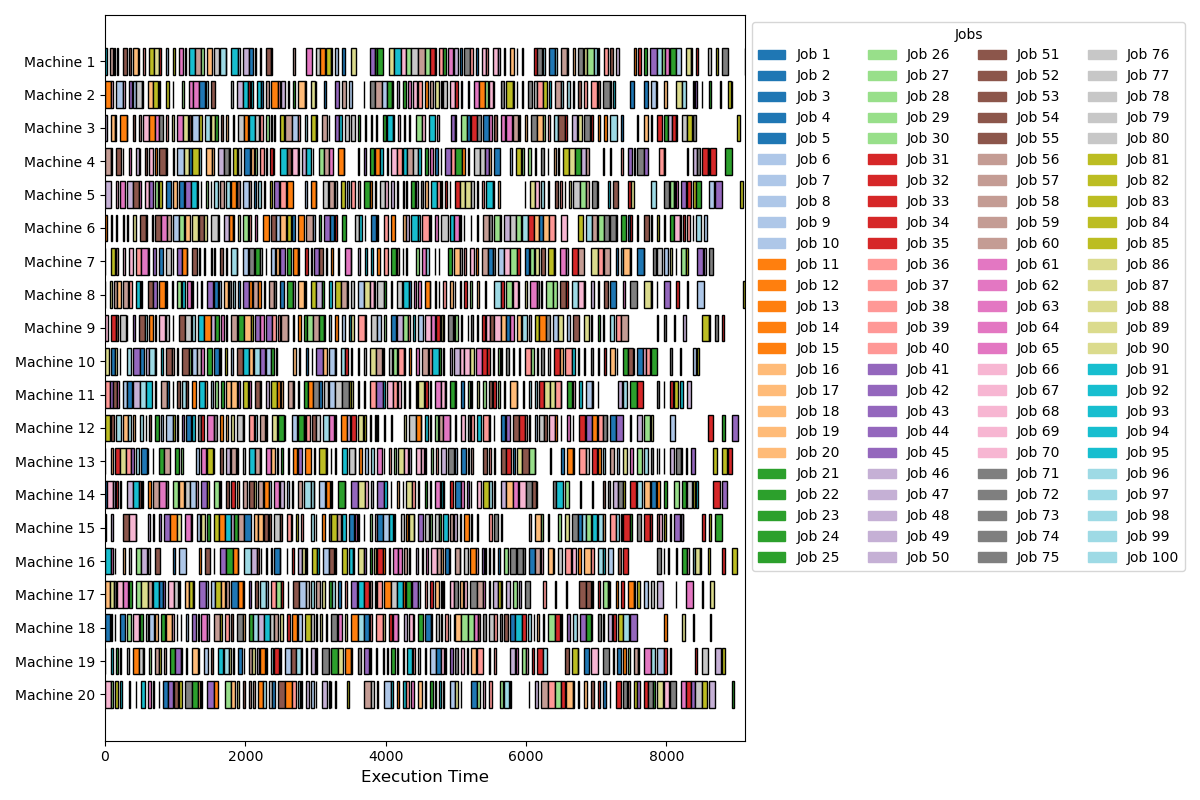 Machine 1
Machine 2
Machine 3
Machine 4
Machine 5
Machine 6
Machine 7
Machine 8
Machine 9
Machine 10
Machine 11
Machine 12
Machine 13
Machine 14
Machine 15
Machine 16
Machine 17
Machine 18
Machine 19
Machine 20
0 2000 4000 6000 8000
Execution Time
Jobs
Job 1 Job 26 Job 51 Job 76
Job 2 Job 27 Job 52 Job 77
Job 3 Job 28 Job 53 Job 78
Job 4 Job 29 Job 54 Job 79
Job 5 Job 30 Job 55 Job 80
Job 6 Job 31 Job 56 Job 81
Job 7 Job 32 Job 57 Job 82
Job 8 Job 33 Job 58 Job 83
Job 9 Job 34 Job 59 Job 84
Job 10 Job 35 Job 60 Job 85
Job 11 Job 36 Job 61 Job 86
Job 12 Job 37 Job 62 Job 87
Job 13 Job 38 Job 63 Job 88
Job 14 Job 39 Job 64 Job 89
Job 15 Job 40 Job 65 Job 90
Job 16 Job 41 Job 66 Job 91
Job 17 Job 42 Job 67 Job 92
Job 18 Job 43 Job 68 Job 93
Job 19 Job 44 Job 69 Job 94
Job 20 Job 45 Job 70 Job 95
Job 21 Job 46 Job 71 Job 96
Job 22 Job 47 Job 72 Job 97
Job 23 Job 48 Job 73 Job 98
Job 24 Job 49 Job 74 Job 99
Job 25 Job 50 Job 75 Job 100